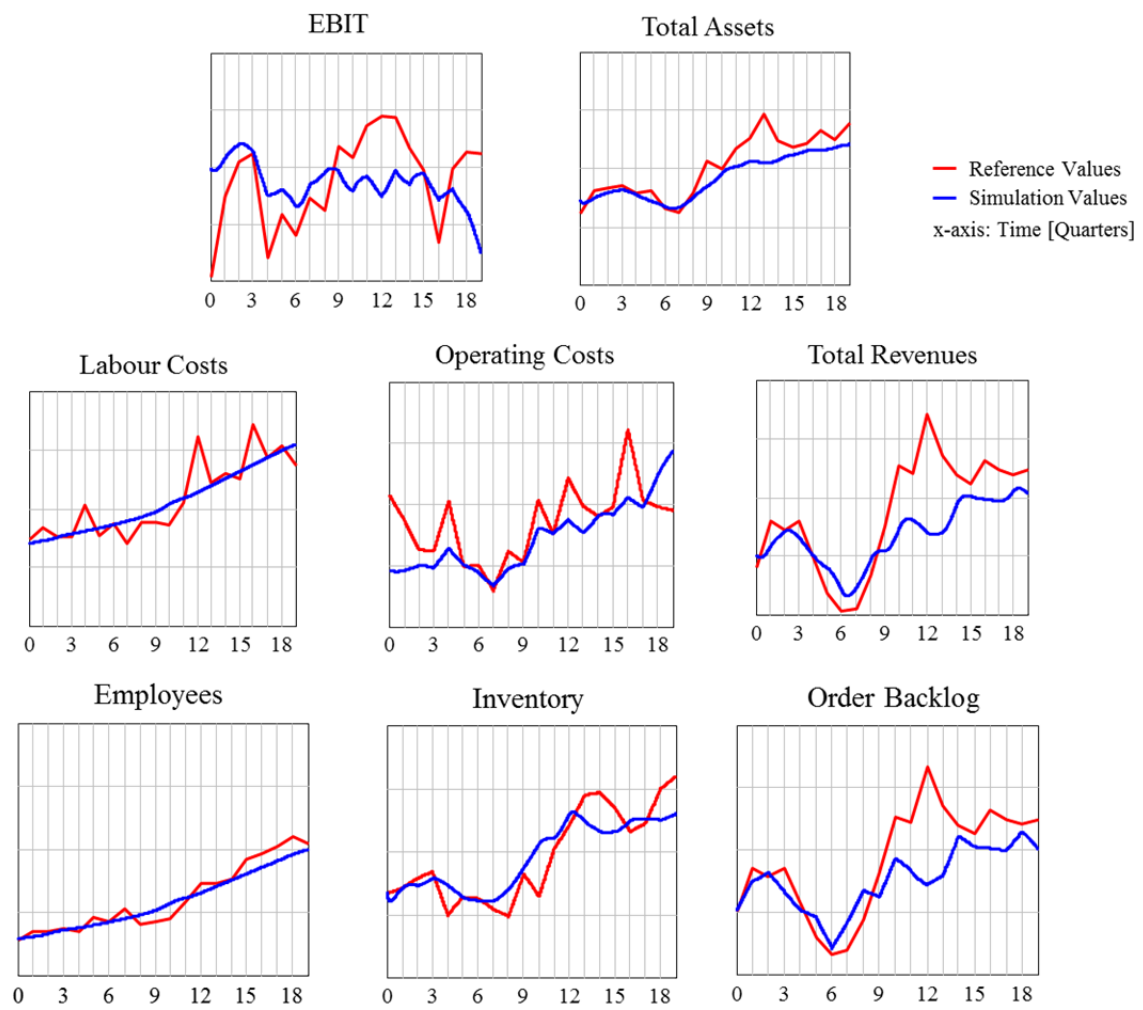 EBIT
Total Assets
Reference Values
Simulation Values
x-axis: Time [Quarters]
0 3 6 9 12 15 18
0 3 6 9 12 15 18
Labour Costs
Operating Costs
Total Revenues
0 3 6 9 12 15 18
0 3 6 9 12 15 18
0 3 6 9 12 15 18
Employees
Inventory
Order Backlog
0 3 6 9 12 15 18
0 3 6 9 12 15 18
0 3 6 9 12 15 18